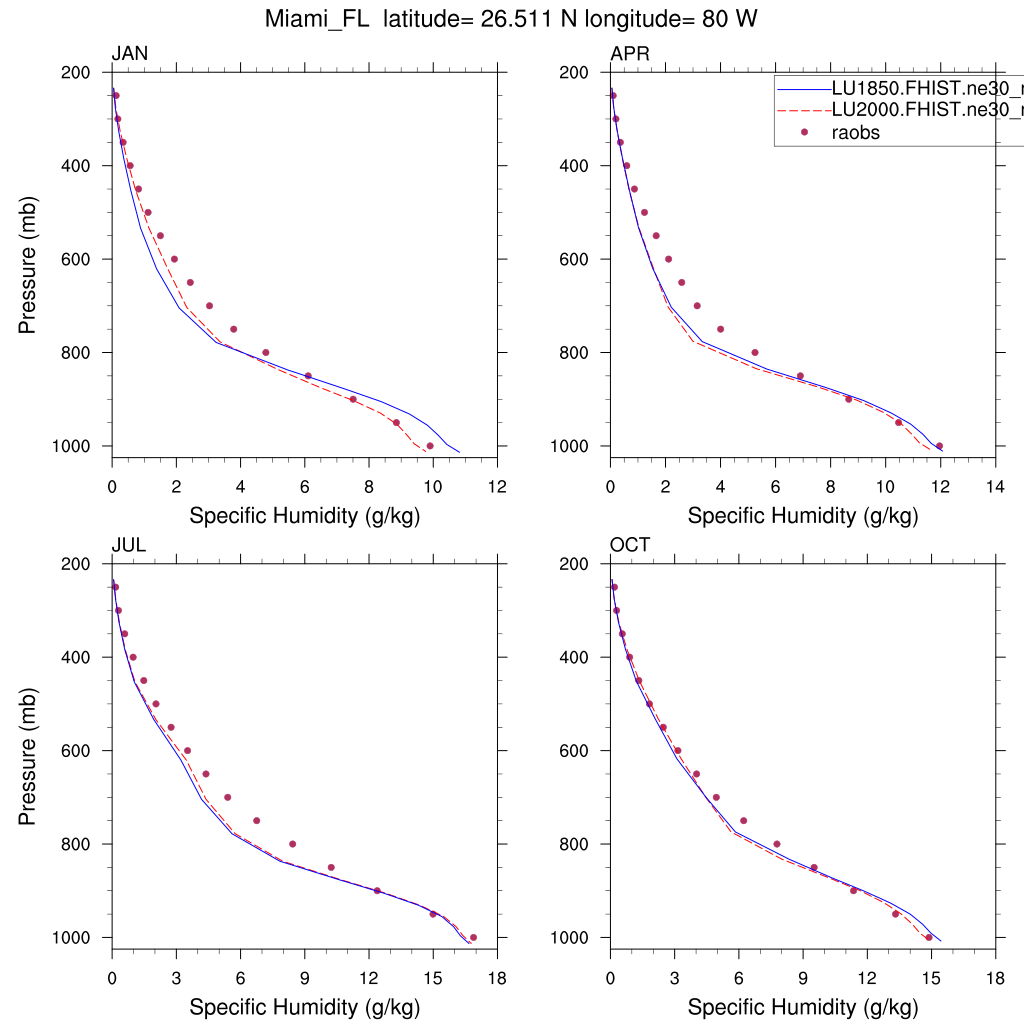 Miami_FL latitude= 26.511 N longitude= 80 W
JAN
APR
200
400
600
800
1000
0 2 4 6 8 10 12
Pressure (mb)
Specific Humidity (g/kg)
200
400
600
800
1000
0 2 4 6 8 10 12 14
Specific Humidity (g/kg)
LU1850.FHIST.ne30_
LU2000.FHIST.ne30_
raobs
JUL
OCT
200
400
600
800
1000
0 3 6 9 12 15 18
Pressure (mb)
Specific Humidity (g/kg)
200
400
600
800
1000
0 3 6 9 12 15 18
Specific Humidity (g/kg)